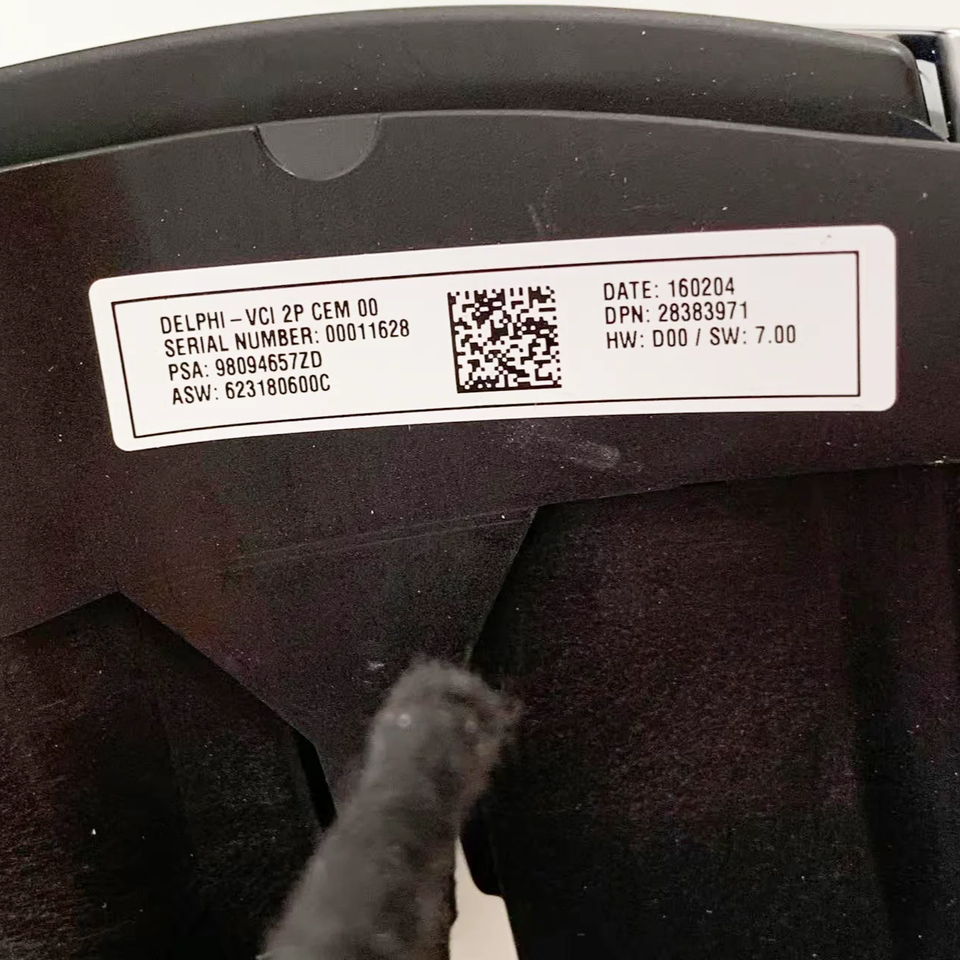 DELPHI – VCI 2P CEM 00
SERIAL NUMBER: 00011628
PSA: 98094657ZD
ASW: 623180600C
DATE: 160204
DPN: 28383971
HW: D00 / SW: 7.00